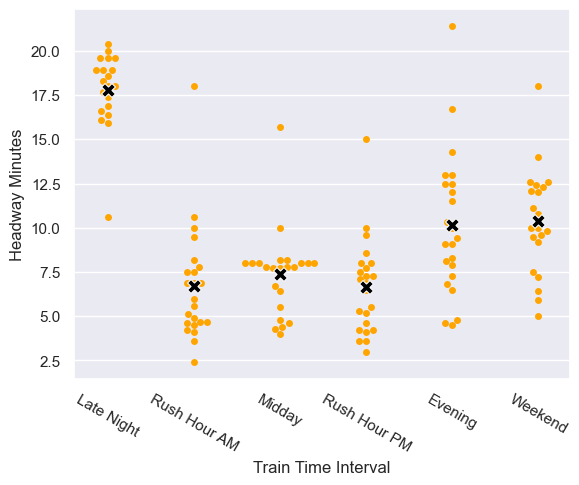 Headway Minutes
20.0
17.5
15.0
12.5
10.0
7.5
5.0
2.5
Late Night
Rush Hour AM
Midday
Rush Hour PM
Evening
Weekend
Train Time Interval